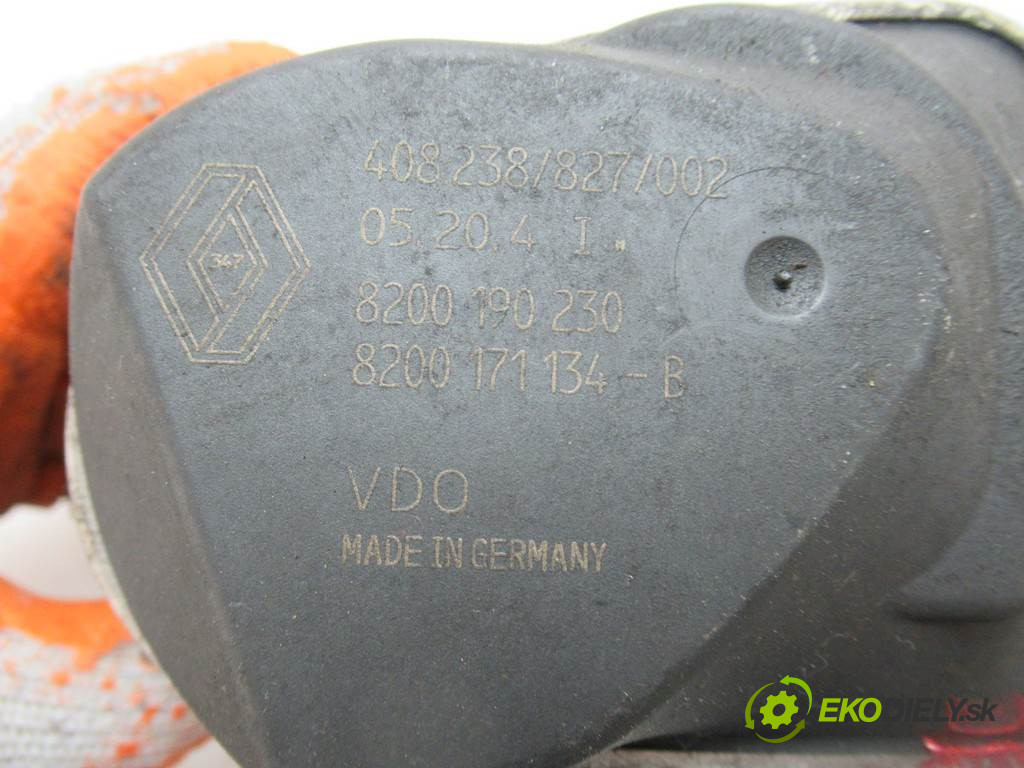 408 238/827/002
05.20.4 I
8200 190 230
8200 171 134 - B
VDO
MADE IN GERMANY
EKODIELY.sk